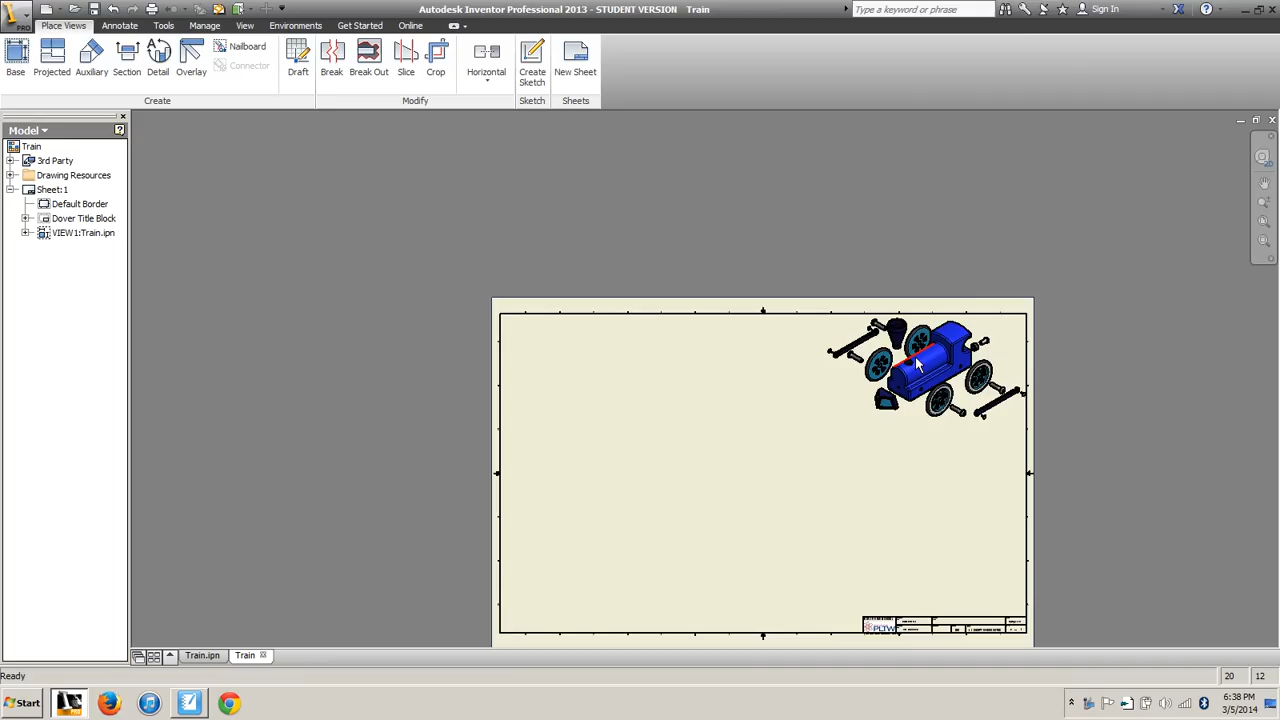 PRO
Autodesk Inventor Professional 2013 - STUDENT VERSION Train
Type a keyword or phrase
Sign In
Place Views Annotate Tools Manage View Environments Get Started Online
Base
Projected
Auxiliary
Section
Detail
Overlay
Nailboard
Connector
Draft
Break
Break Out
Slice
Crop
Horizontal
Create Sketch
New Sheet
Create
Modify
Sketch
Sheets
Model
Train
3rd Party
Drawing Resources
Sheet:1
Default Border
Dover Title Block
VIEW1:Train.ipn
PLTW
Train.ipn
Train
Ready
20
12
Start
6:38 PM
3/5/2014